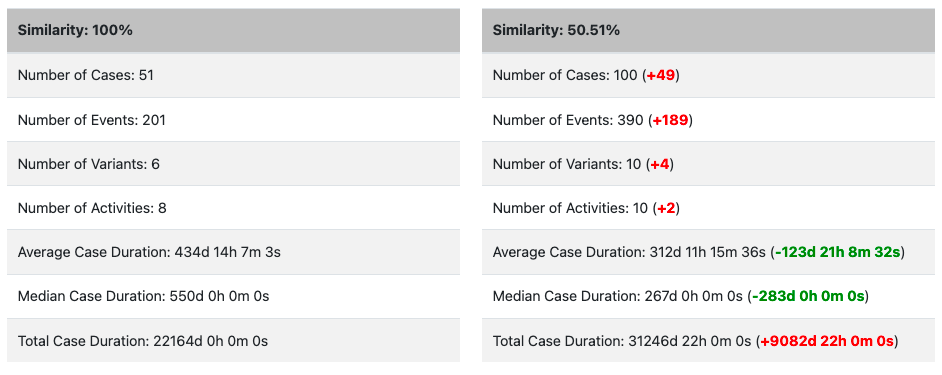 Similarity: 100%
Number of Cases: 51
Number of Events: 201
Number of Variants: 6
Number of Activities: 8
Average Case Duration: 434d 14h 7m 3s
Median Case Duration: 550d 0h 0m 0s
Total Case Duration: 22164d 0h 0m 0s
Similarity: 50.51%
Number of Cases: 100 (+49)
Number of Events: 390 (+189)
Number of Variants: 10 (+4)
Number of Activities: 10 (+2)
Average Case Duration: 312d 11h 15m 36s (-123d 21h 8m 32s)
Median Case Duration: 267d 0h 0m 0s (-283d 0h 0m 0s)
Total Case Duration: 31246d 22h 0m 0s (+9082d 22h 0m 0s)